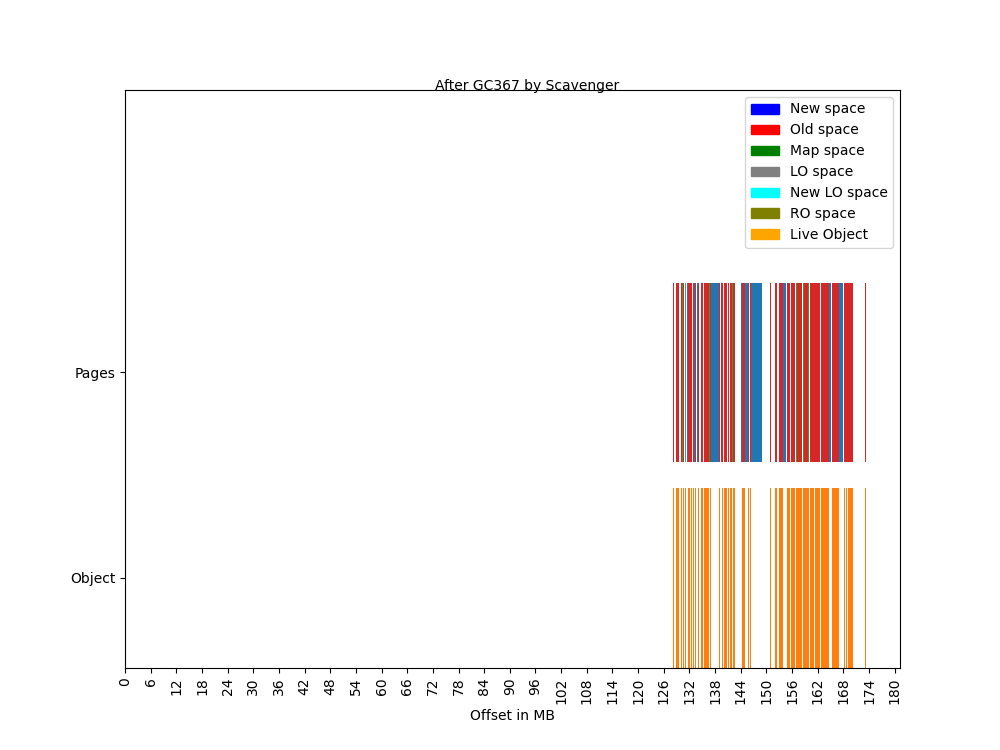 After GC367 by Scavenger
New space
Old space
Map space
LO space
New LO space
RO space
Live Object
Pages
Object
0 6 12 18 24 30 36 42 48 54 60 66 72 78 84 90 96 102 108 114 120 126 132 138 144 150 156 162 168 174 180
Offset in MB